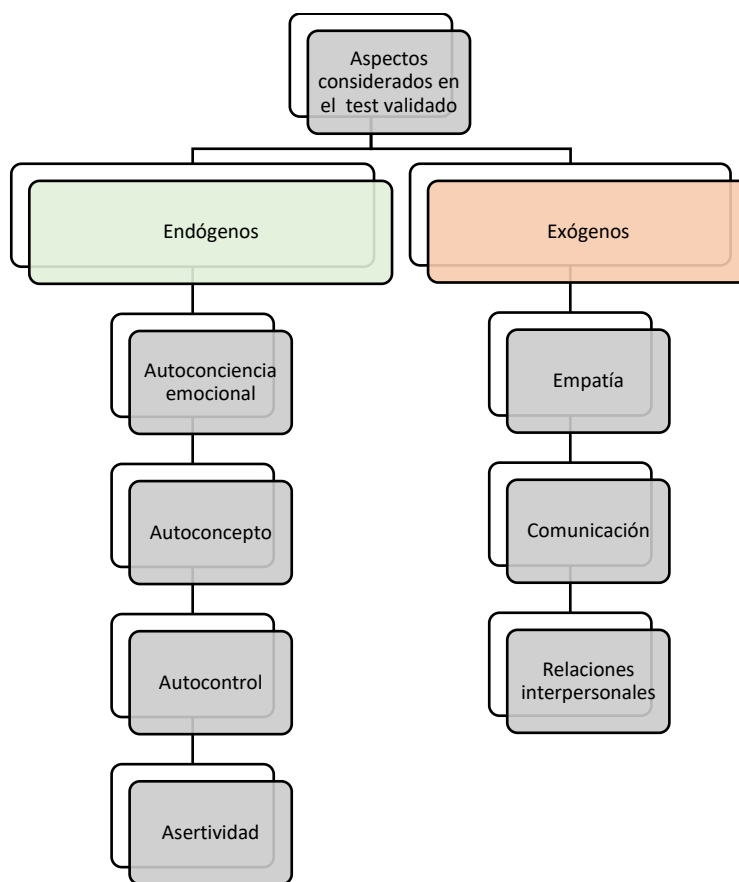 Aspectos
considerados en
el test validado
Endógenos
Exógenos
Autoconciencia
emocional
Empatía
Autoconcepto
Comunicación
Autocontrol
Relaciones
interpersonales
Asertividad